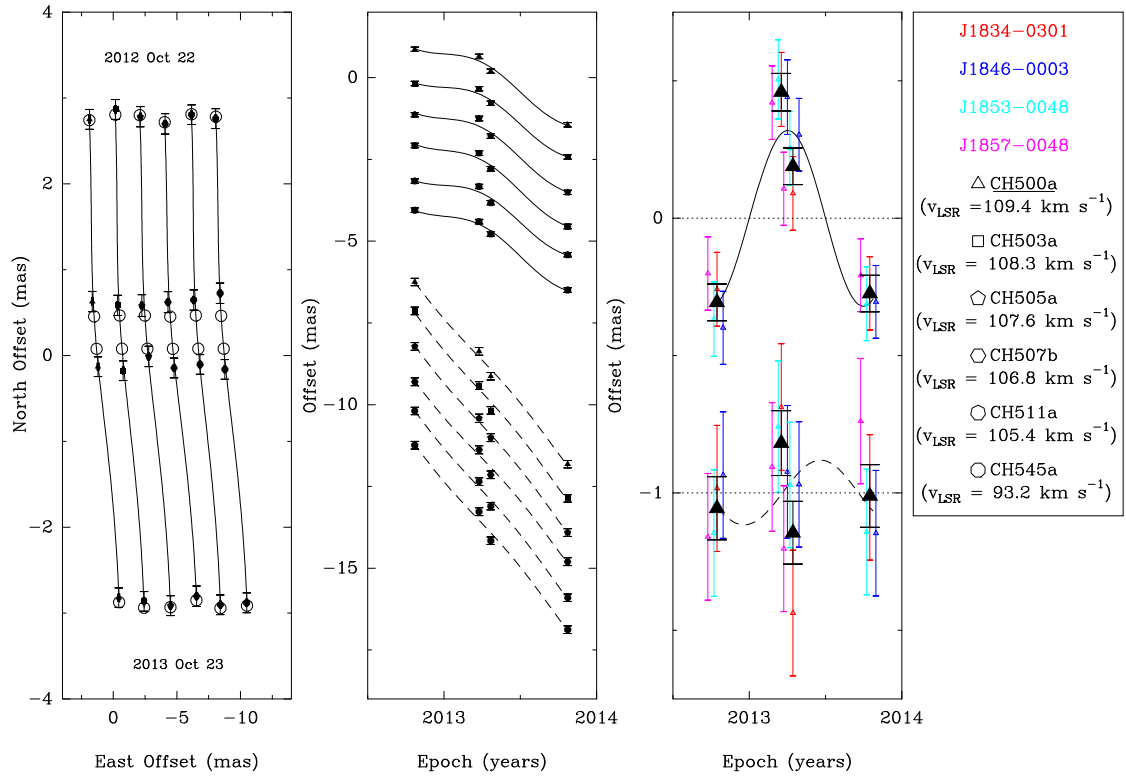 4
2
0
−2
−4
North Offset (mas)
2012 Oct 22
2013 Oct 23
0
−5
−10
East Offset (mas)
0
−5
−10
−15
Offset (mas)
2013
2014
Epoch (years)
0
−1
Offset (mas)
2013
2014
Epoch (years)
J1834−0301
J1846−0003
J1853−0048
J1857−0048
CH500a
(vLSR =109.4 km s−1)
CH503a
(vLSR = 108.3 km s−1)
CH505a
(vLSR = 107.6 km s−1)
CH507b
(vLSR = 106.8 km s−1)
CH511a
(vLSR = 105.4 km s−1)
CH545a
(vLSR = 93.2 km s−1)